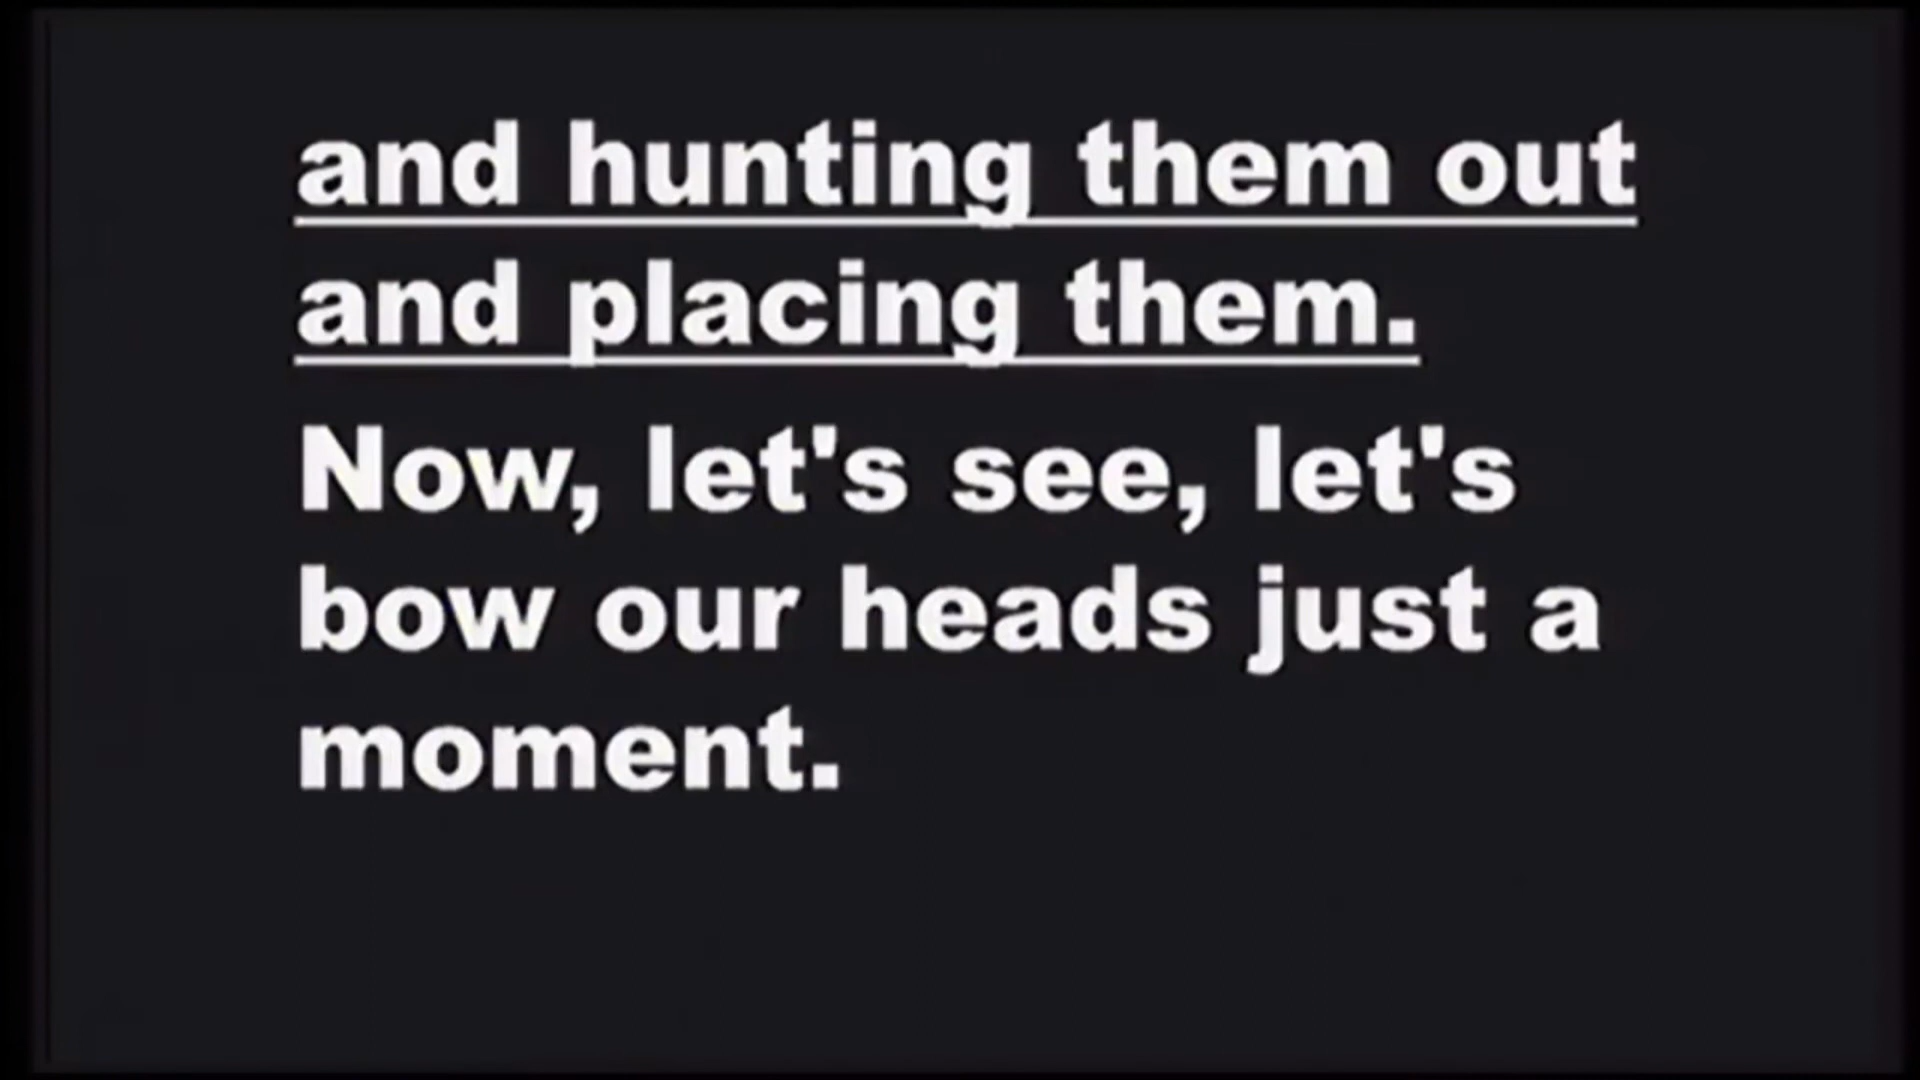 and hunting them out
and placing them.
Now, let's see, let's
bow our heads just a
moment.